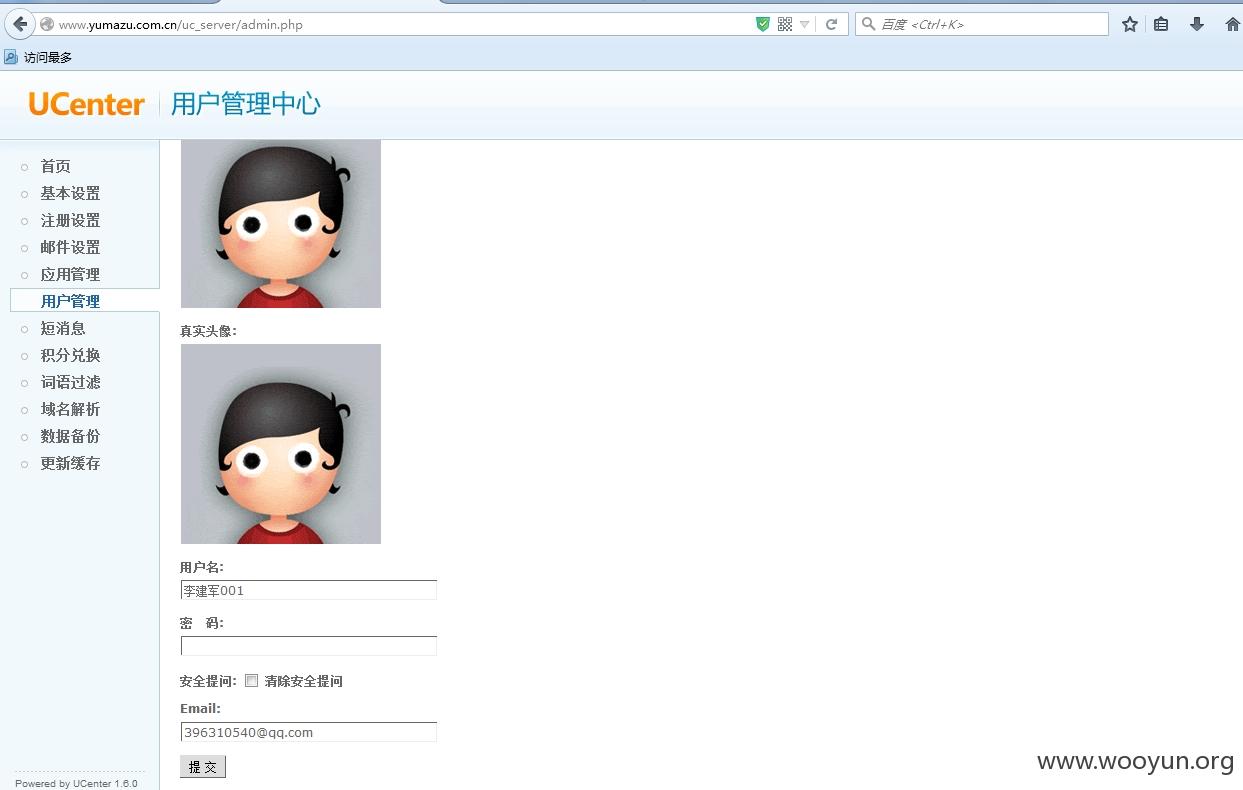 www.yumazu.com.cn/uc_server/admin.php
百度 <Ctrl+K>
访问最多
UCenter 用户管理中心
首页
基本设置
注册设置
邮件设置
应用管理
用户管理
短消息
积分兑换
词语过滤
域名解析
数据备份
更新缓存
真实头像:
用户名:
李建军001
密 码:
安全提问: 清除安全提问
Email:
396310540@qq.com
提 交
Powered by UCenter 1.6.0
www.wooyun.org